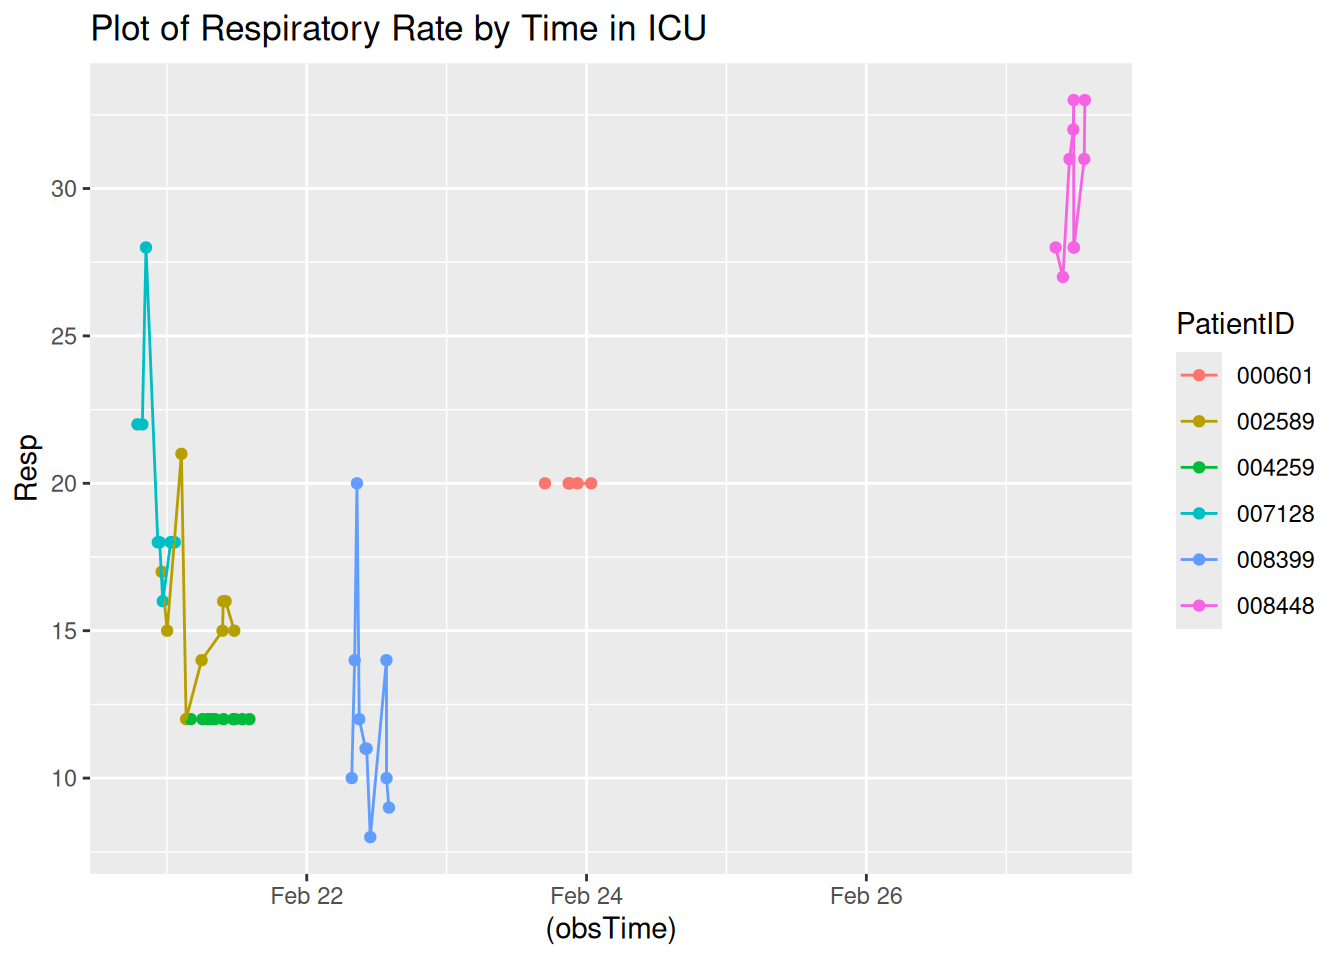 Plot of Respiratory Rate by Time in ICU
Resp
30
25
20
15
10
Feb 22
Feb 24
Feb 26
(obsTime)
PatientID
000601
002589
004259
007128
008399
008448